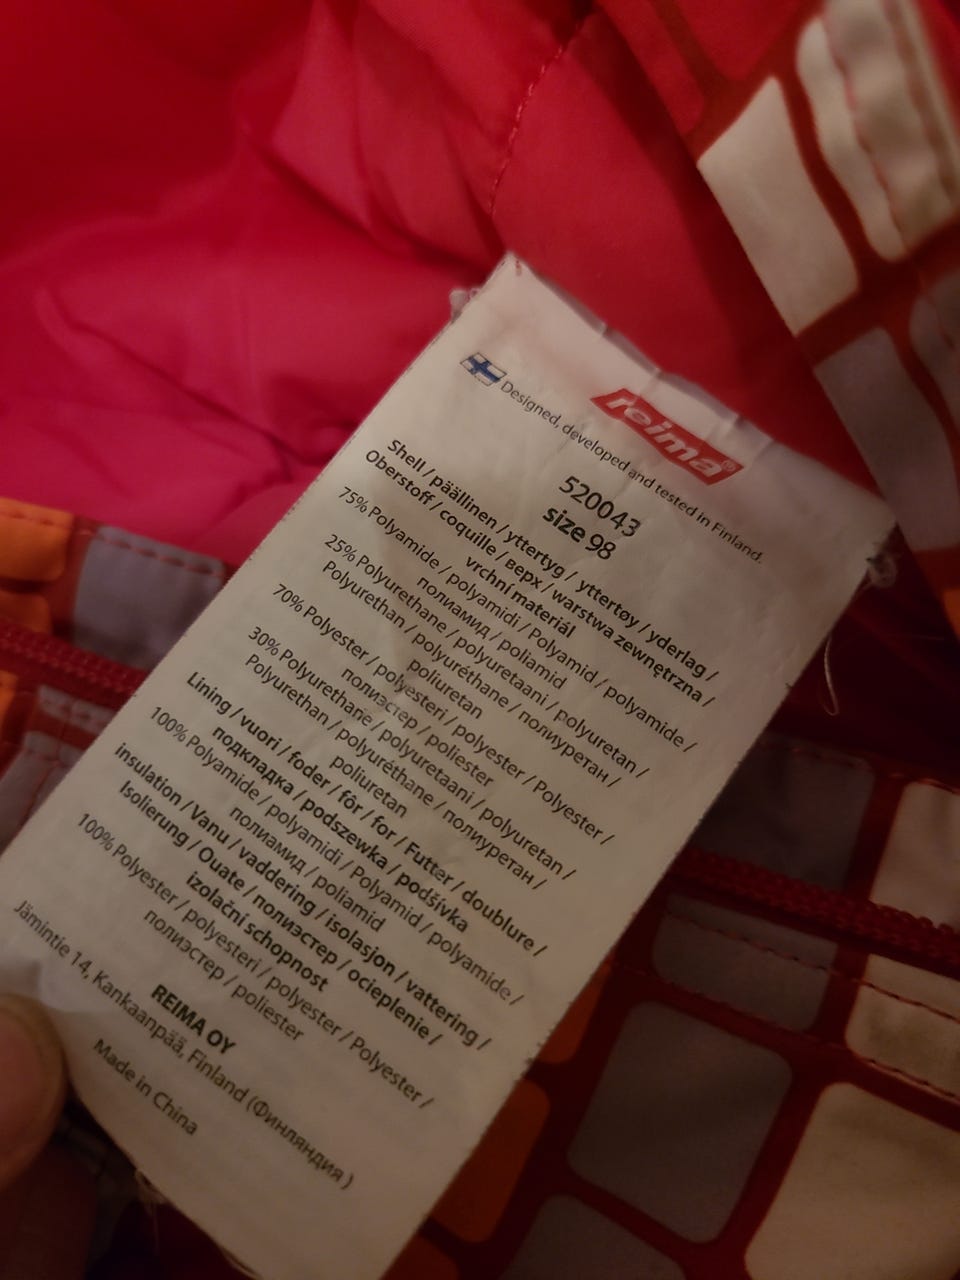 reima®
Designed, developed and tested in Finland.
520043
size 98
Shell / päällinen / yttertyg / yttertøy / yderlag /
Oberstoff / coquille / верх / warstwa zewnętrzna /
vrchní materiál
75% Polyamide / polyamidi / Polyamid / polyamide /
полиамид / poliamid
25% Polyurethane / polyuretaani / polyuretan /
Polyurethan / polyuréthane / полиуретан /
poliuretan
70% Polyester / polyesteri / polyester / Polyester /
полиэстер / poliester
30% Polyurethane / polyuretaani / polyuretan /
Polyurethan / polyuréthane / полиуретан /
poliuretan
Lining / vuori / foder / fôr / for / Futter / doublure /
подкладка / podszewka / podšívka
100% Polyamide / polyamidi / Polyamid / polyamide /
полиамид / poliamid
insulation / Vanu / vaddering / isolasjon / vattering /
Isolierung / Ouate / полиэстер / ocieplenie /
izolační schopnost
100% Polyester / polyesteri / polyester / Polyester /
полиэстер / poliester
REIMA OY
Jämintie 14, Kankaanpää, Finland (Финляндия )
Made in China